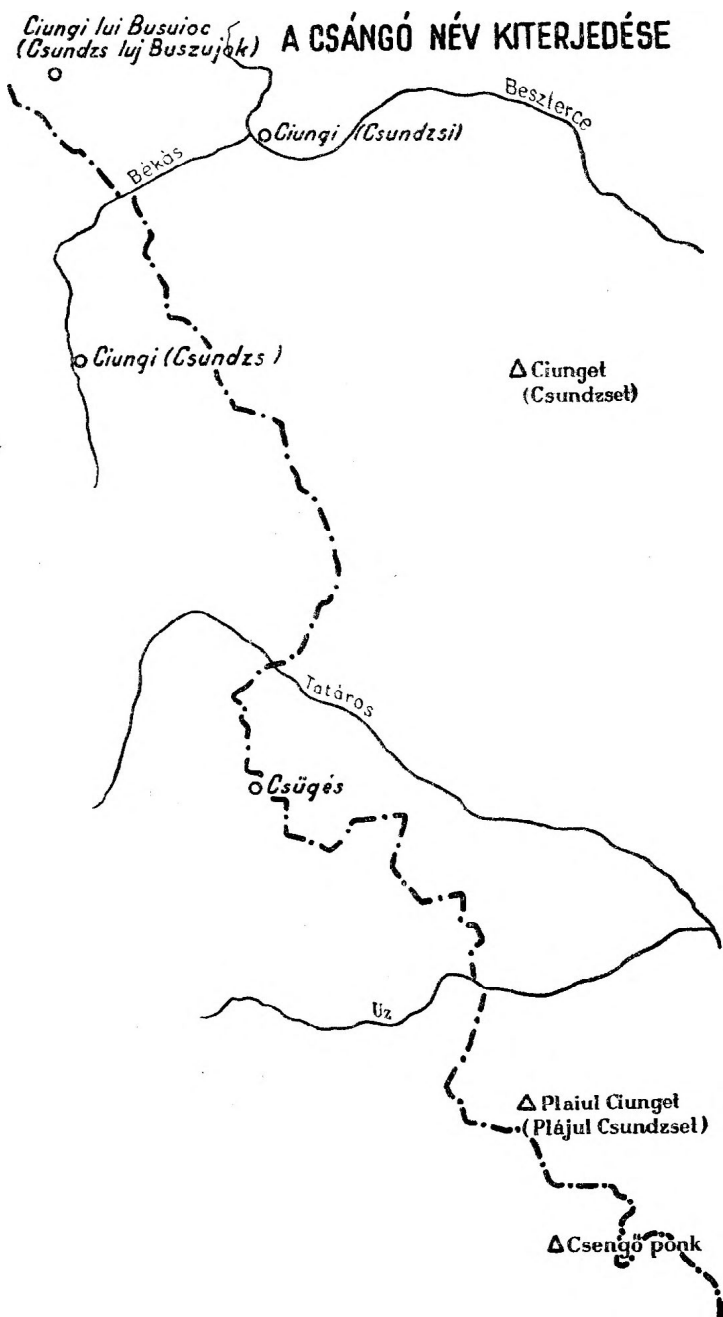 Ciungi lui Busuioc
(Csundzs luj Buszujok)
A CSÁNGÓ NÉV KITERJEDÉSE
Beszterce
Ciungi (Csundzsi)
Békás
Ciungi (Csundzs)
Ciunget
(Csundzset)
Tatáros
Csügés
Uz
Plaiul Ciunget
(Plájul Csundzset)
Csengő ponk